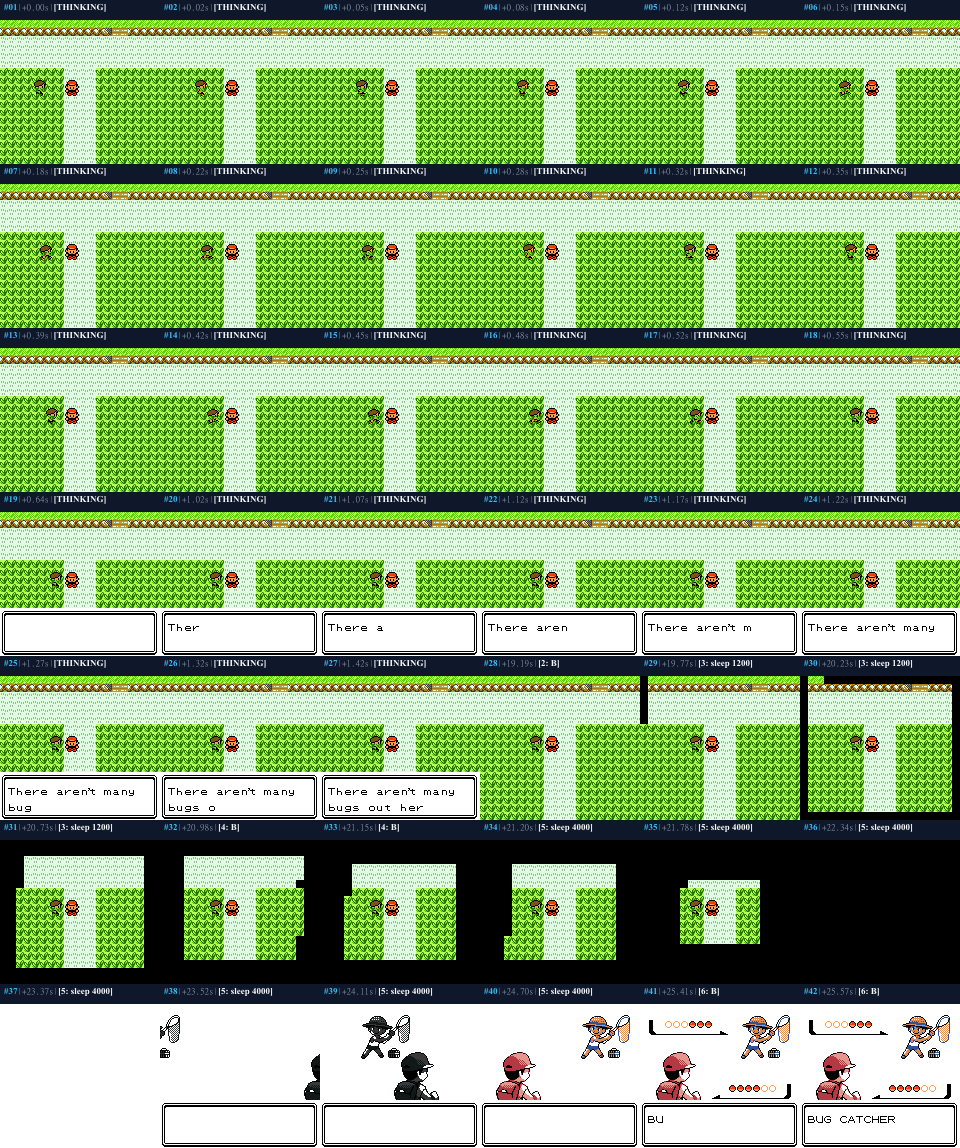 #01|+0.00s|[THINKING] #02|+0.02s|[THINKING] #03|+0.05s|[THINKING] #04|+0.08s|[THINKING] #05|+0.12s|[THINKING] #06|+0.15s|[THINKING]
#07|+0.18s|[THINKING] #08|+0.22s|[THINKING] #09|+0.25s|[THINKING] #10|+0.28s|[THINKING] #11|+0.32s|[THINKING] #12|+0.35s|[THINKING]
#13|+0.39s|[THINKING] #14|+0.42s|[THINKING] #15|+0.45s|[THINKING] #16|+0.48s|[THINKING] #17|+0.52s|[THINKING] #18|+0.55s|[THINKING]
#19|+0.64s|[THINKING] #20|+1.02s|[THINKING] #21|+1.07s|[THINKING] #22|+1.12s|[THINKING] #23|+1.17s|[THINKING] #24|+1.22s|[THINKING]
Ther There a There aren There aren't m There aren't many
#25|+1.27s|[THINKING] #26|+1.32s|[THINKING] #27|+1.42s|[THINKING] #28|+19.19s|[2: B] #29|+19.77s|[3: sleep 1200] #30|+20.23s|[3: sleep 1200]
There aren't many There aren't many There aren't many
bug bugs o bugs out her
#31|+20.73s|[3: sleep 1200] #32|+20.98s|[4: B] #33|+21.15s|[4: B] #34|+21.20s|[5: sleep 4000] #35|+21.78s|[5: sleep 4000] #36|+22.34s|[5: sleep 4000]
#37|+23.37s|[5: sleep 4000] #38|+23.52s|[5: sleep 4000] #39|+24.11s|[5: sleep 4000] #40|+24.70s|[5: sleep 4000] #41|+25.41s|[6: B] #42|+25.57s|[6: B]
BU BUG CATCHER